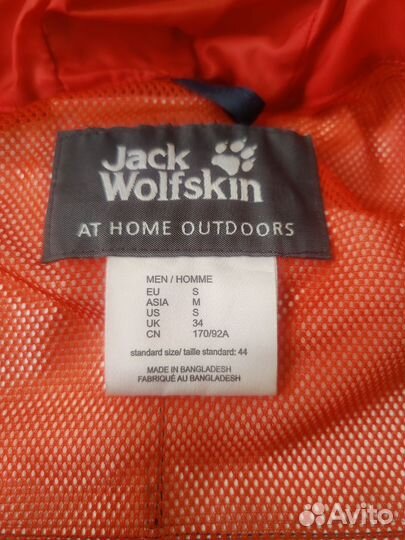 Jack
Wolfskin
AT HOME OUTDOORS
MEN / HOMME
EU S
ASIA M
US S
UK 34
CN 170/92A
standard size/ taille standard: 44
MADE IN BANGLADESH
FABRIQUÉ AU BANGLADESH
Avito